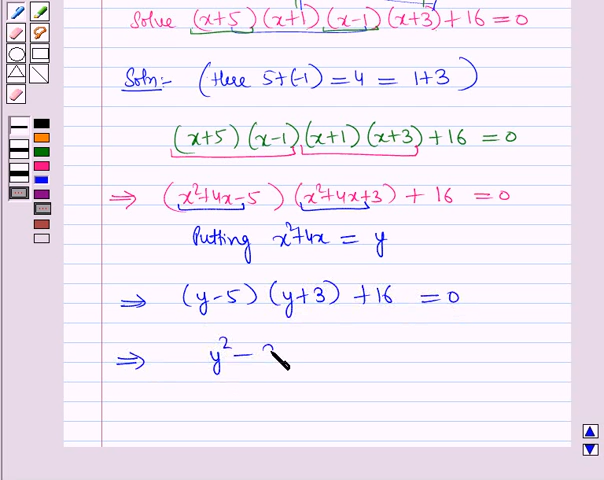 Solve (x+5) (x+1) (x-1) (x+3) + 16 = 0
Soln:- (Here 5+(-1) = 4 = 1+3 )
(x+5) (x-1) (x+1) (x+3) + 16 = 0
⇒ (x²+4x-5) (x²+4x+3) + 16 = 0
Putting x²+4x = y
⇒ (y-5) (y+3) +16 = 0
⇒ y² -